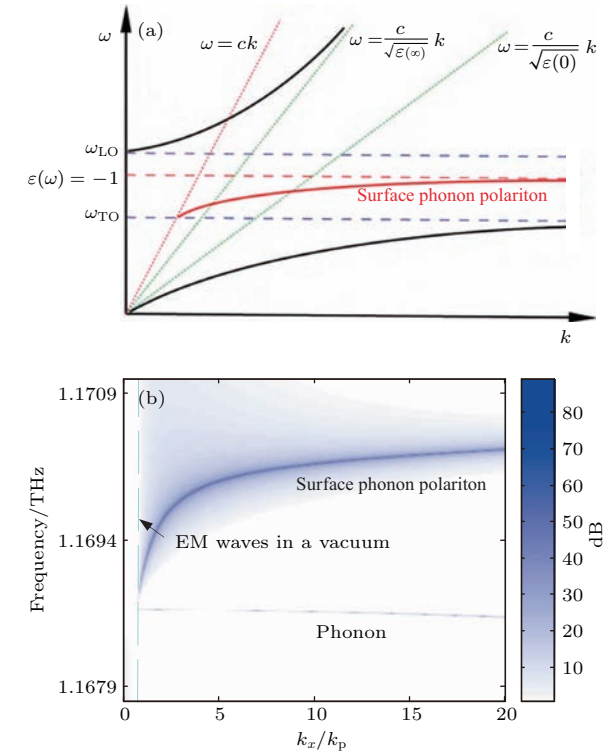 (a)
ω
ω = ck
ω = c/√ε(∞) k
ω = c/√ε(0) k
ω_LO
ε(ω) = −1
ω_TO
Surface phonon polariton
k
(b)
1.1709
1.1694
1.1679
Frequency/THz
Surface phonon polariton
EM waves in a vacuum
Phonon
0
5
10
15
20
k_x/k_p
80
70
60
50
40
30
20
10
dB